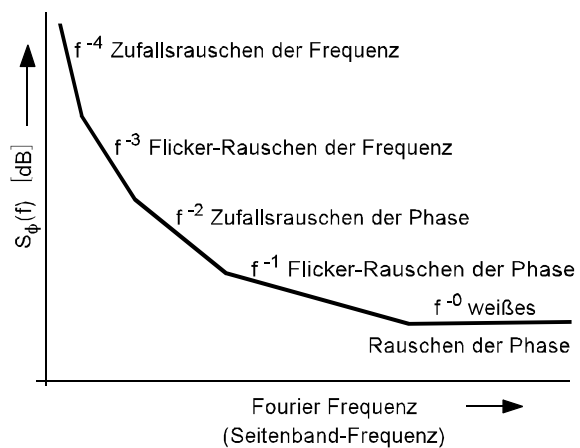 f⁻⁴ Zufallsrauschen der Frequenz
f⁻³ Flicker-Rauschen der Frequenz
f⁻² Zufallsrauschen der Phase
f⁻¹ Flicker-Rauschen der Phase
f⁻⁰ weißes
Rauschen der Phase
S_ϕ(f) [dB]
Fourier Frequenz
(Seitenband-Frequenz)